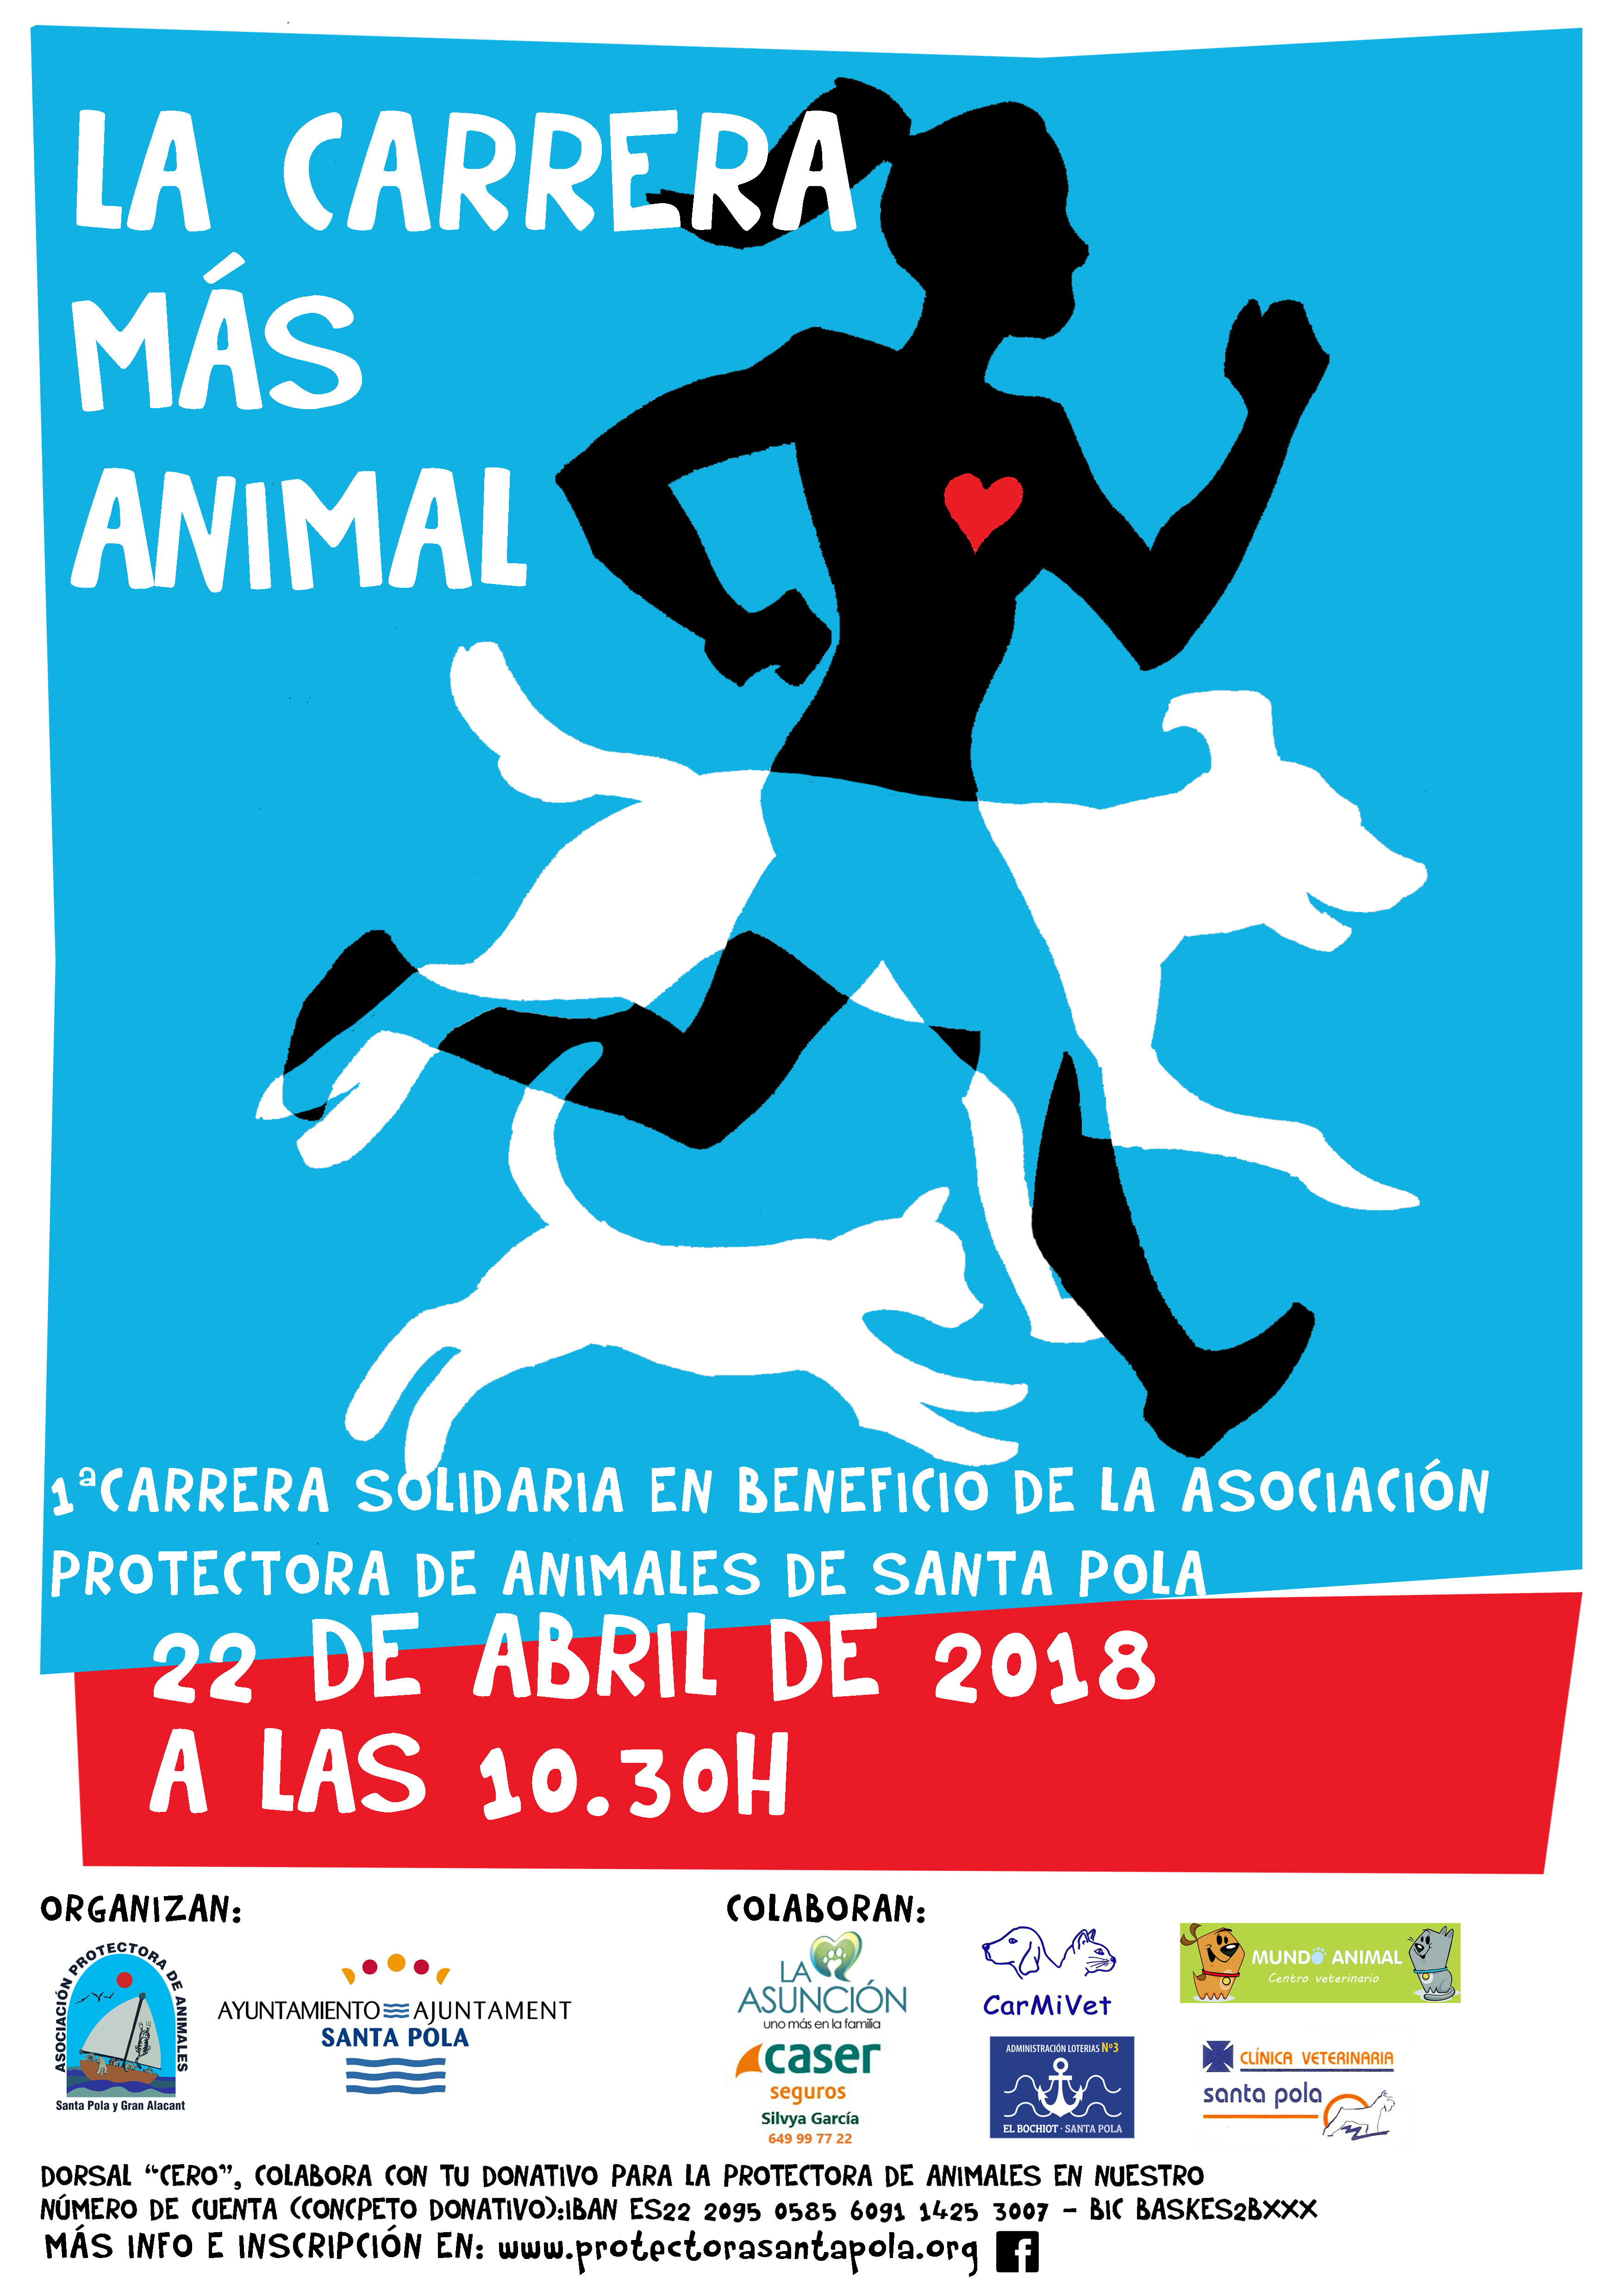 LA CARRERA
MÁS
ANIMAL
1ªCARRERA SOLIDARIA EN BENEFICIO DE LA ASOCIACIÓN
PROTECTORA DE ANIMALES DE SANTA POLA
22 DE ABRIL DE 2018
A LAS 10.30H
ORGANIZAN:
ASOCIACIÓN PROTECTORA DE ANIMALES
Santa Pola y Gran Alacant
AYUNTAMIENTO AJUNTAMENT
SANTA POLA
COLABORAN:
LA
ASUNCIÓN
uno más en la familia
caser
seguros
Silvya García
649 99 77 22
CarMiVet
ADMINISTRACIÓN LOTERIAS Nº3
EL BOCHIOT · SANTA POLA
MUNDO ANIMAL
Centro veterinario
CLÍNICA VETERINARIA
santa pola
DORSAL “CERO”, COLABORA CON TU DONATIVO PARA LA PROTECTORA DE ANIMALES EN NUESTRO
NÚMERO DE CUENTA (CONCPETO DONATIVO):IBAN ES22 2095 0585 6091 1425 3007 - BIC BASKES2BXXX
MÁS INFO E INSCRIPCIÓN EN: www.protectorasantapola.org f